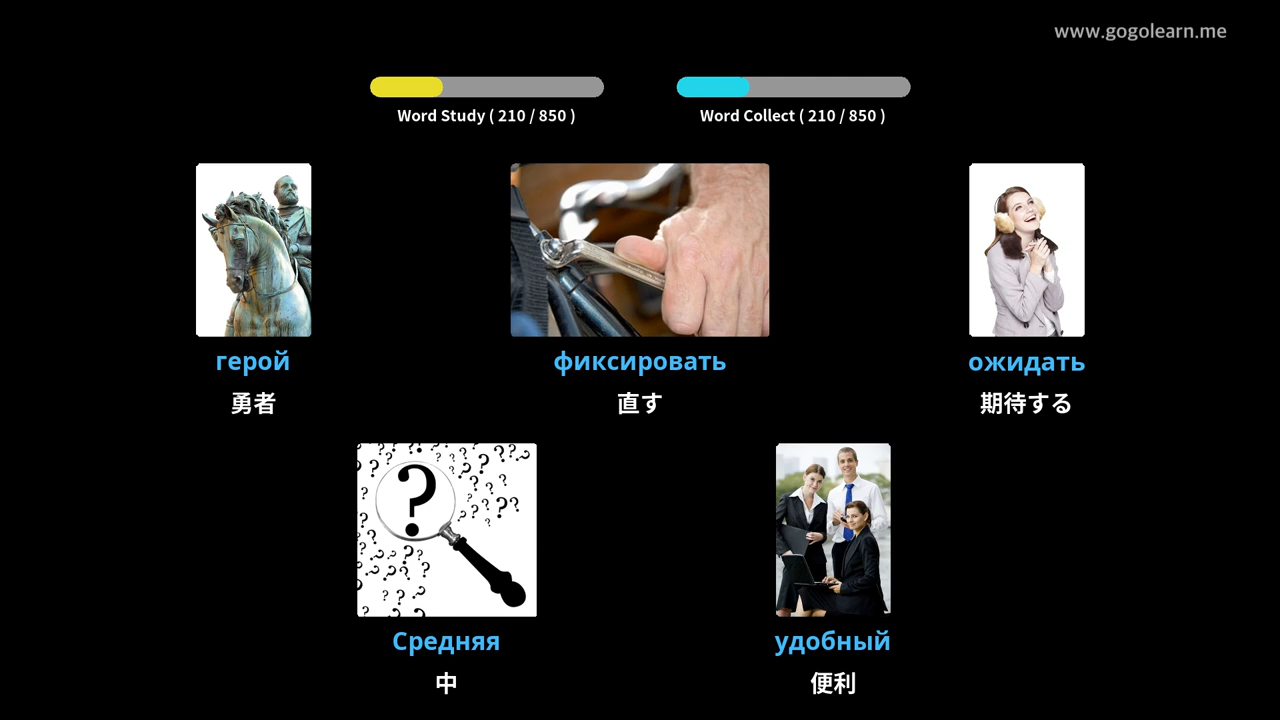 www.gogolearn.me
Word Study ( 210 / 850 )
Word Collect ( 210 / 850 )
герой
勇者
фиксировать
直す
ожидать
期待する
Средняя
中
удобный
便利